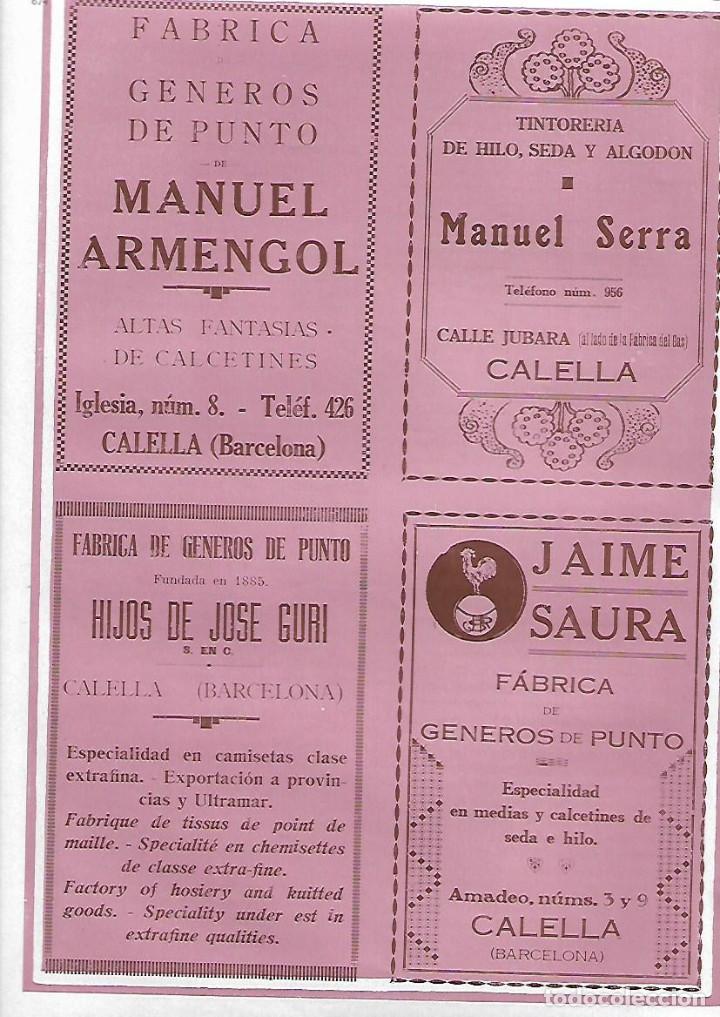 FABRICA
DE
GENEROS
DE PUNTO
DE
MANUEL
ARMENGOL
ALTAS FANTASIAS
DE CALCETINES
Iglesia, núm. 8. - Teléf. 426
CALELLA (Barcelona)
TINTORERIA
DE HILO, SEDA Y ALGODON
Manuel Serra
Teléfono núm. 956
CALLE JUBARA (al lado de la Fábrica del Gas)
CALELLA
FABRICA DE GENEROS DE PUNTO
Fundada en 1885.
HIJOS DE JOSE GURI
S. EN C.
CALELLA (BARCELONA)
Especialidad en camisetas clase
extrafina. - Exportación a provin-
cias y Ultramar.
Fabrique de tissus de point de
maille. - Specialité en chemisettes
de classe extra-fine.
Factory of hosiery and kuitted
goods. - Speciality under est in
extrafine qualities.
JAIME
SAURA
FÁBRICA
DE
GENEROS DE PUNTO
Especialidad
en medias y calcetines de
seda e hilo.
Amadeo, núms. 3 y 9
CALELLA
(BARCELONA)
todocoleccion